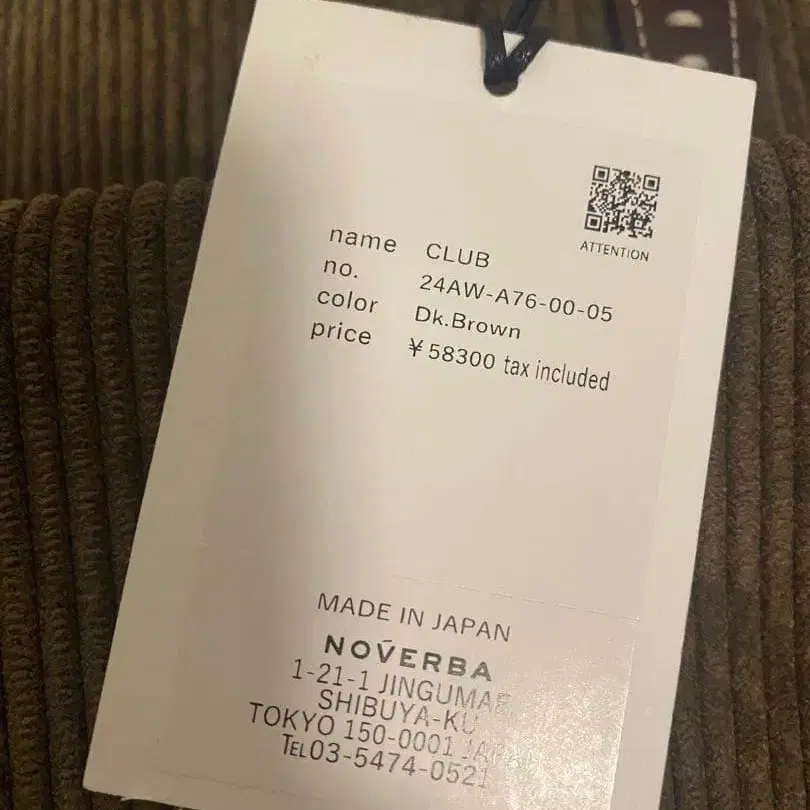 ATTENTION
name CLUB
no. 24AW-A76-00-05
color Dk.Brown
price ¥58300 tax included
MADE IN JAPAN
NOVERBA
1-21-1 JINGUMAE
SHIBUYA-KU
TOKYO 150-0001 JAPAN
TEL03-5474-0521